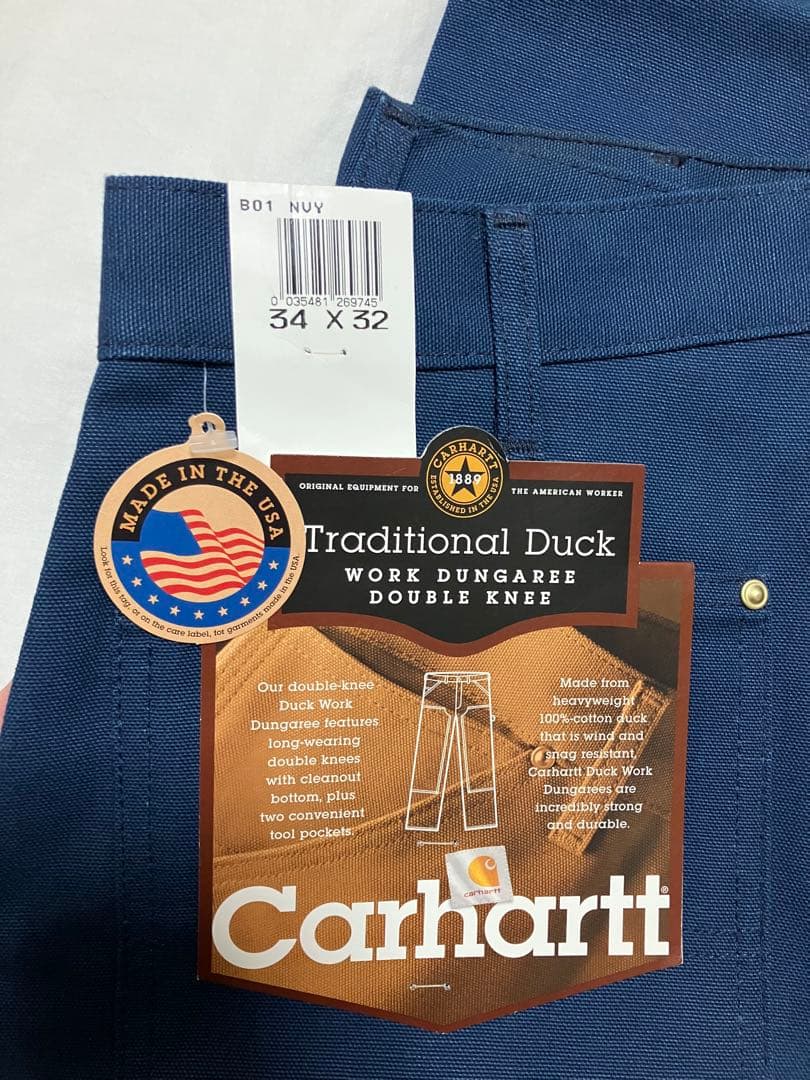 B01 NVY
0 035481 269745
34 X 32
MADE IN THE USA
Look for this tag, or on the care label, for garments made in the USA.
CARHARTT
1889
ESTABLISHED IN THE USA
ORIGINAL EQUIPMENT FOR THE AMERICAN WORKER
Traditional Duck
WORK DUNGAREE
DOUBLE KNEE
Our double-knee
Duck Work
Dungaree features
long-wearing
double knees
with cleanout
bottom, plus
two convenient
tool pockets.
Made from
heavyweight
100%-cotton duck
that is wind and
snag resistant,
Carhartt Duck Work
Dungarees are
incredibly strong
and durable.
carhartt
Carhartt®